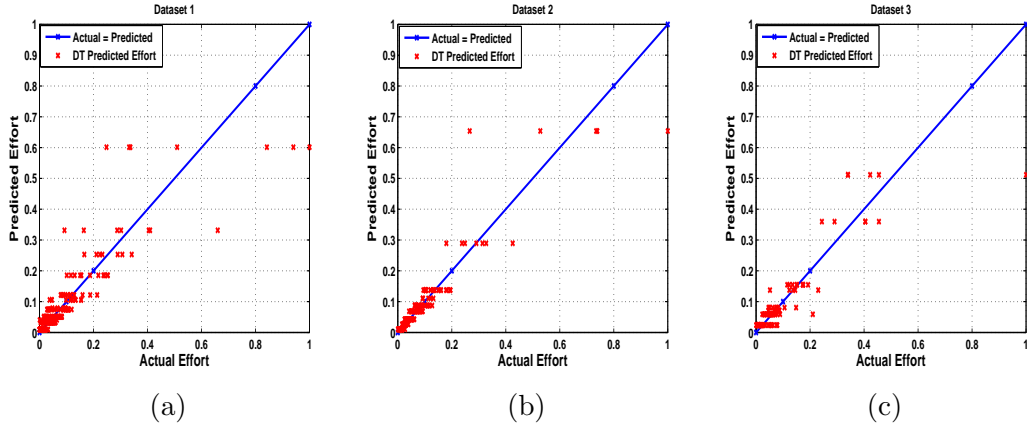 Dataset 1
Actual = Predicted
DT Predicted Effort
1
0.9
0.8
0.7
0.6
0.5
0.4
0.3
0.2
0.1
0
Predicted Effort
0 0.2 0.4 0.6 0.8 1
Actual Effort
(a)
Dataset 2
Actual = Predicted
DT Predicted Effort
1
0.9
0.8
0.7
0.6
0.5
0.4
0.3
0.2
0.1
0
Predicted Effort
0 0.2 0.4 0.6 0.8 1
Actual Effort
(b)
Dataset 3
Actual = Predicted
DT Predicted Effort
1
0.9
0.8
0.7
0.6
0.5
0.4
0.3
0.2
0.1
0
Predicted Effort
0 0.2 0.4 0.6 0.8 1
Actual Effort
(c)